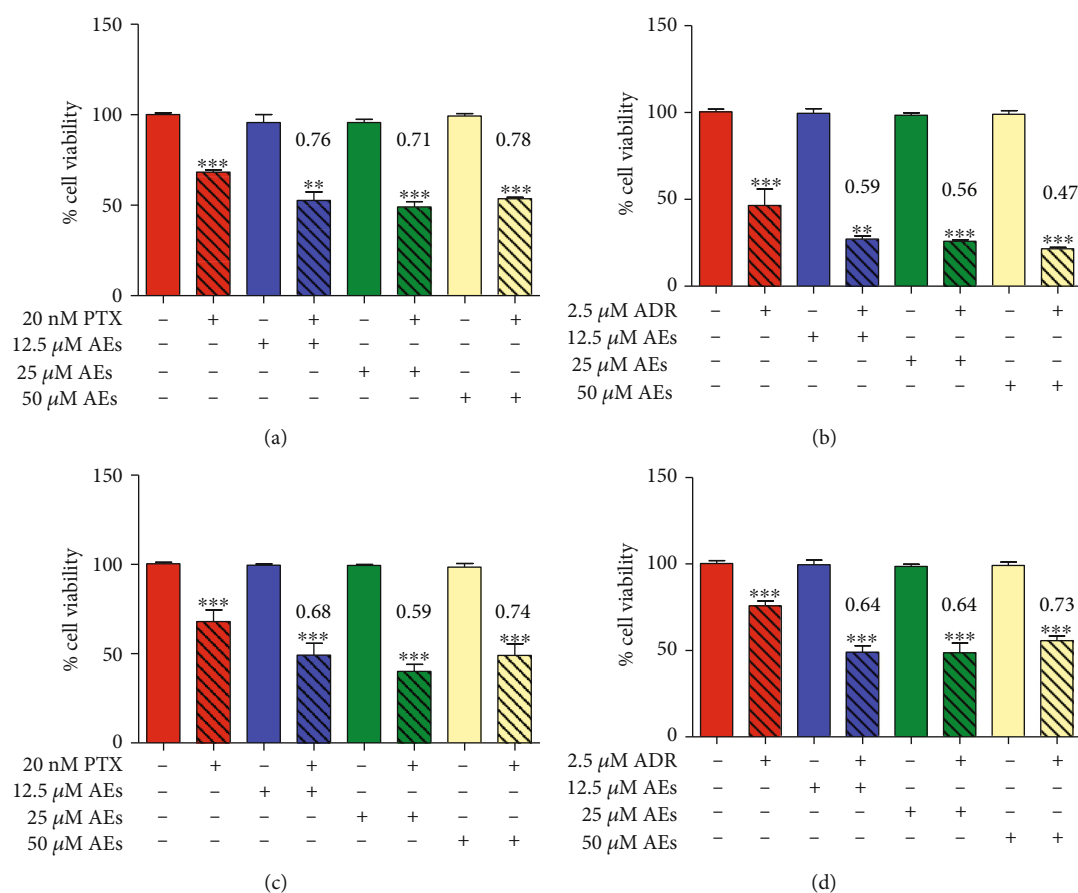 150
100
50
0
% cell viability
*** ** *** ***
0.76 0.71 0.78
20 nM PTX – + – + – + – +
12.5 μM AEs – – + + – – – –
25 μM AEs – – – – + + – –
50 μM AEs – – – – – – + +
(a)
150
100
50
0
% cell viability
*** ** *** ***
0.59 0.56 0.47
2.5 μM ADR – + – + – + – +
12.5 μM AEs – – + + – – – –
25 μM AEs – – – – + + – –
50 μM AEs – – – – – – + +
(b)
150
100
50
0
% cell viability
*** *** *** ***
0.68 0.59 0.74
20 nM PTX – + – + – + – +
12.5 μM AEs – – + + – – – –
25 μM AEs – – – – + + – –
50 μM AEs – – – – – – + +
(c)
150
100
50
0
% cell viability
*** *** *** ***
0.64 0.64 0.73
2.5 μM ADR – + – + – + – +
12.5 μM AEs – – + + – – – –
25 μM AEs – – – – + + – –
50 μM AEs – – – – – – + +
(d)